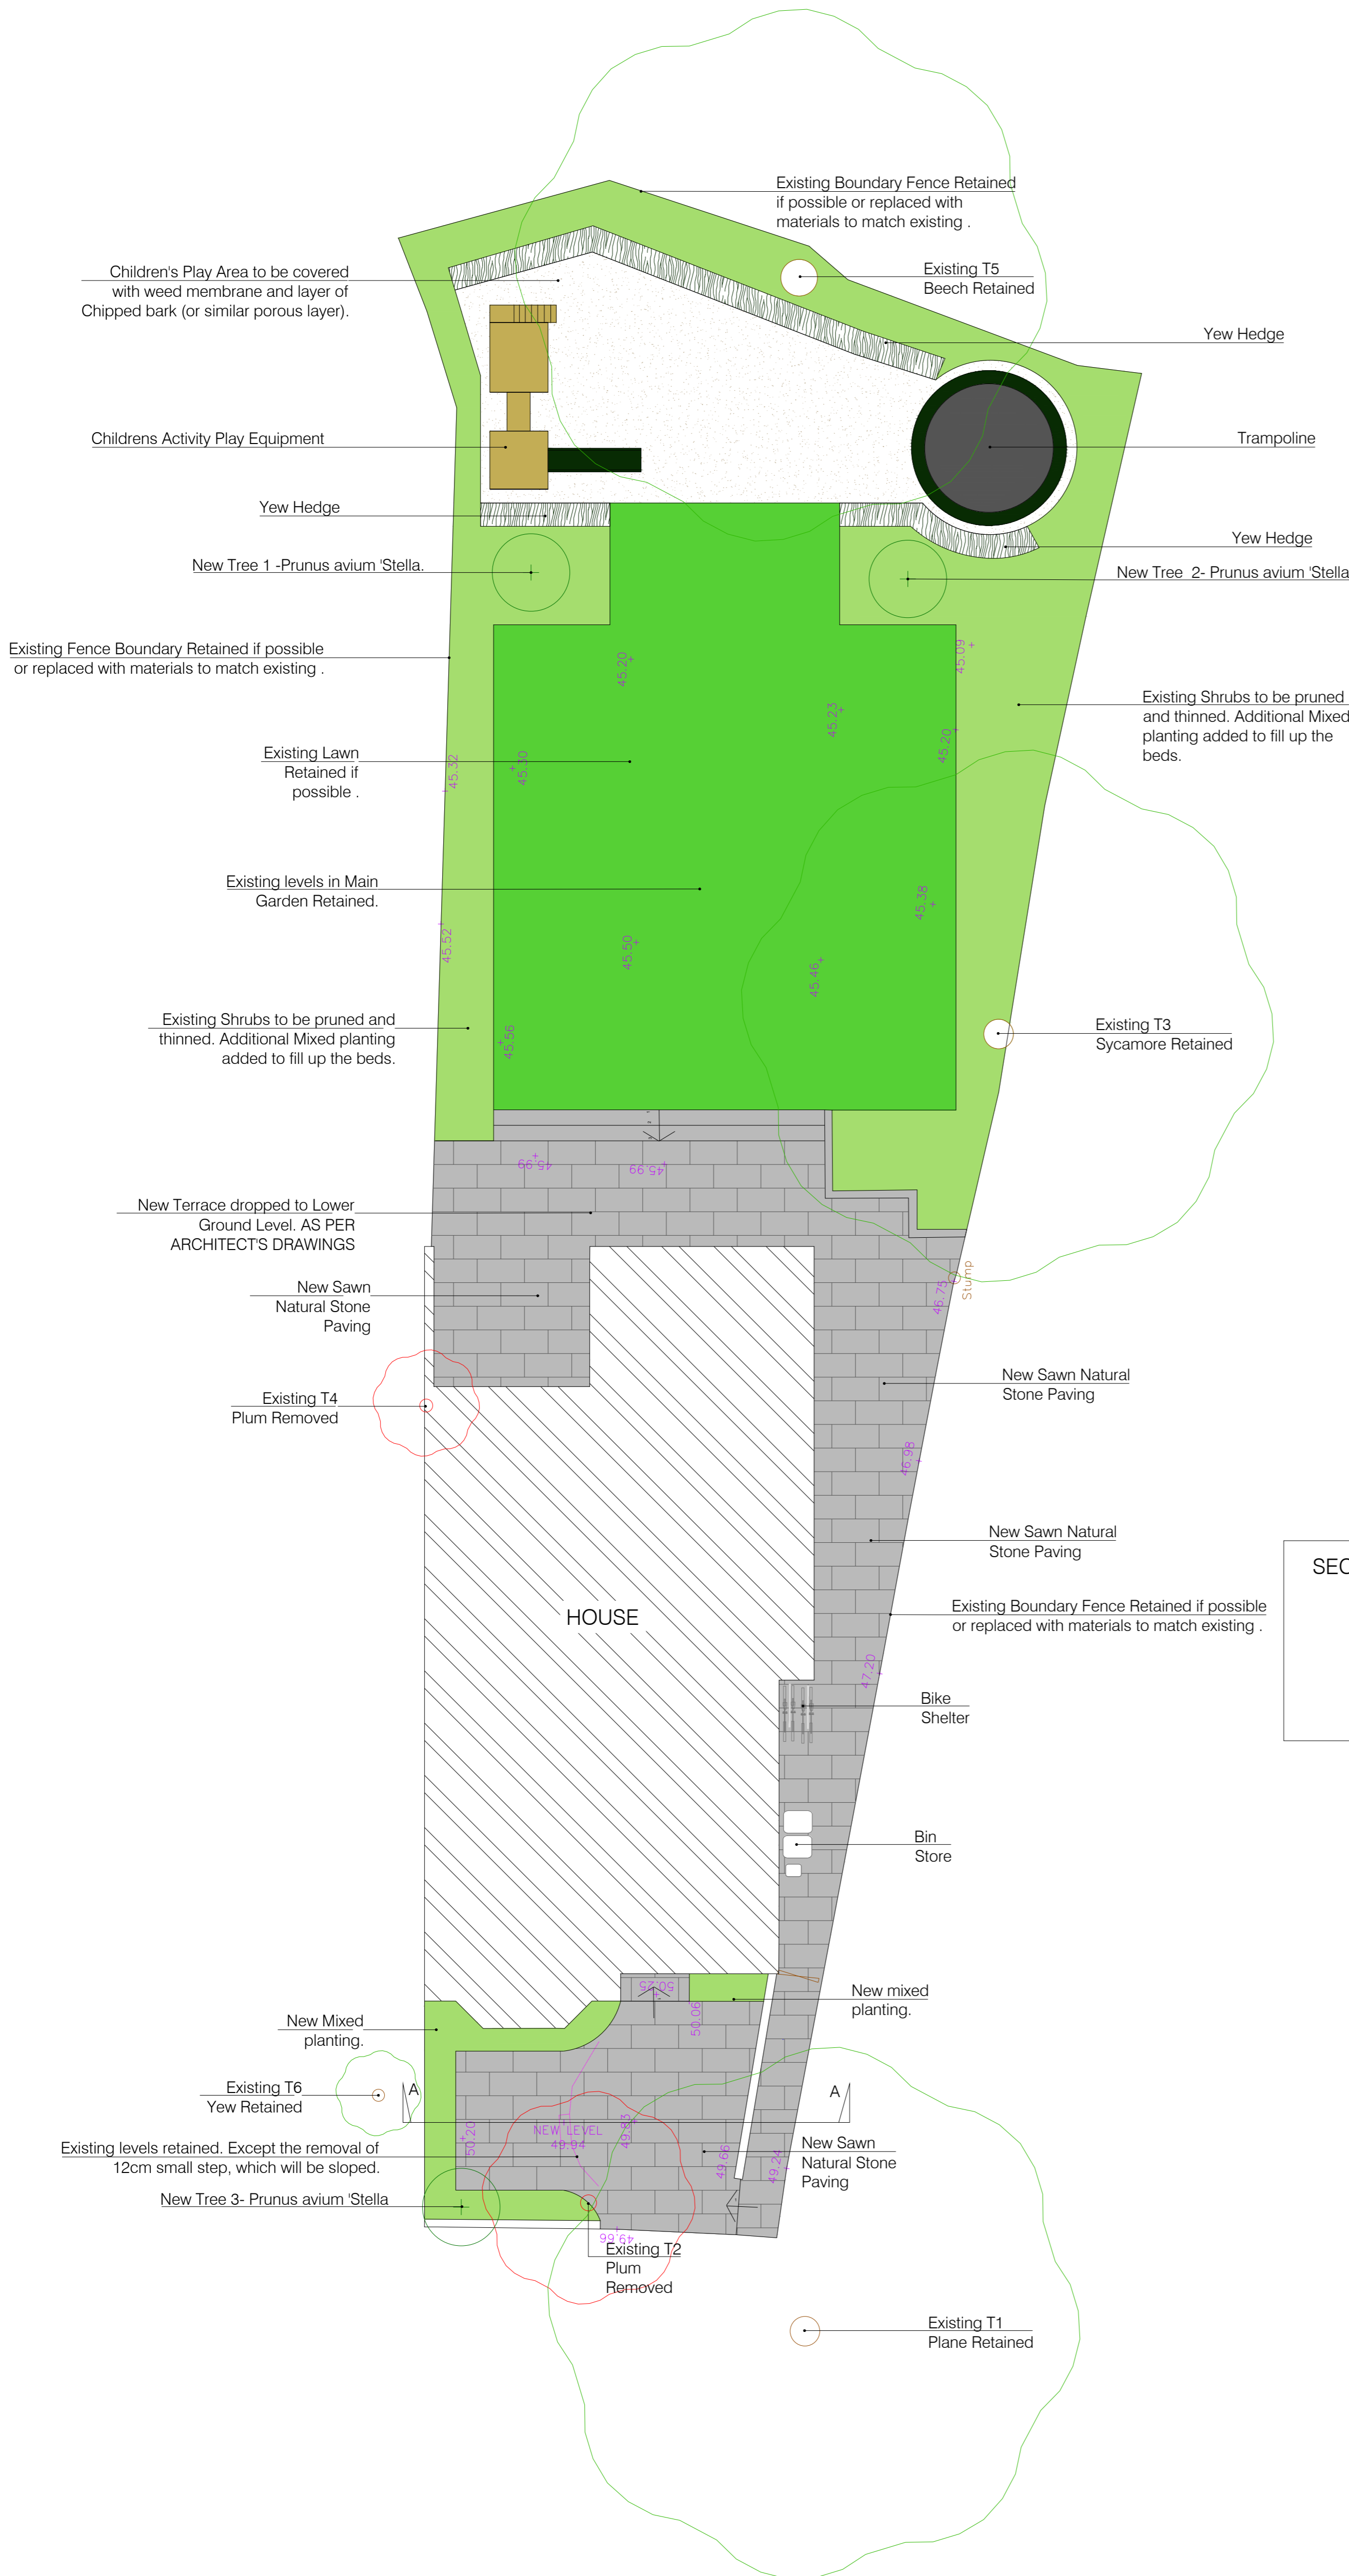 Existing Boundary Fence Retained
if possible or replaced with
materials to match existing .
Children's Play Area to be covered
with weed membrane and layer of
Chipped bark (or similar porous layer).
Existing T5
Beech Retained
Yew Hedge
Childrens Activity Play Equipment
Trampoline
Yew Hedge
Yew Hedge
New Tree 1 -Prunus avium 'Stella.
New Tree 2- Prunus avium 'Stella
Existing Fence Boundary Retained if possible
or replaced with materials to match existing .
45.20
45.09
45.23
45.20
Existing Shrubs to be pruned
and thinned. Additional Mixed
planting added to fill up the
beds.
Existing Lawn
Retained if
possible .
45.32
45.30
Existing levels in Main
Garden Retained.
45.38
45.52
45.50
45.46
Existing Shrubs to be pruned and
thinned. Additional Mixed planting
added to fill up the beds.
45.56
Existing T3
Sycamore Retained
45.99
45.99
New Terrace dropped to Lower
Ground Level. AS PER
ARCHITECT'S DRAWINGS
New Sawn
Natural Stone
Paving
Stump
46.75
New Sawn Natural
Stone Paving
Existing T4
Plum Removed
46.98
New Sawn Natural
Stone Paving
SEC
Existing Boundary Fence Retained if possible
or replaced with materials to match existing .
HOUSE
47.20
Bike
Shelter
Bin
Store
50.25
50.06
New mixed
planting.
New Mixed
planting.
Existing T6
Yew Retained
A
A
50.20
NEW LEVEL
49.94
49.83
49.66
49.24
New Sawn
Natural Stone
Paving
Existing levels retained. Except the removal of
12cm small step, which will be sloped.
New Tree 3- Prunus avium 'Stella
49.66
Existing T2
Plum
Removed
Existing T1
Plane Retained